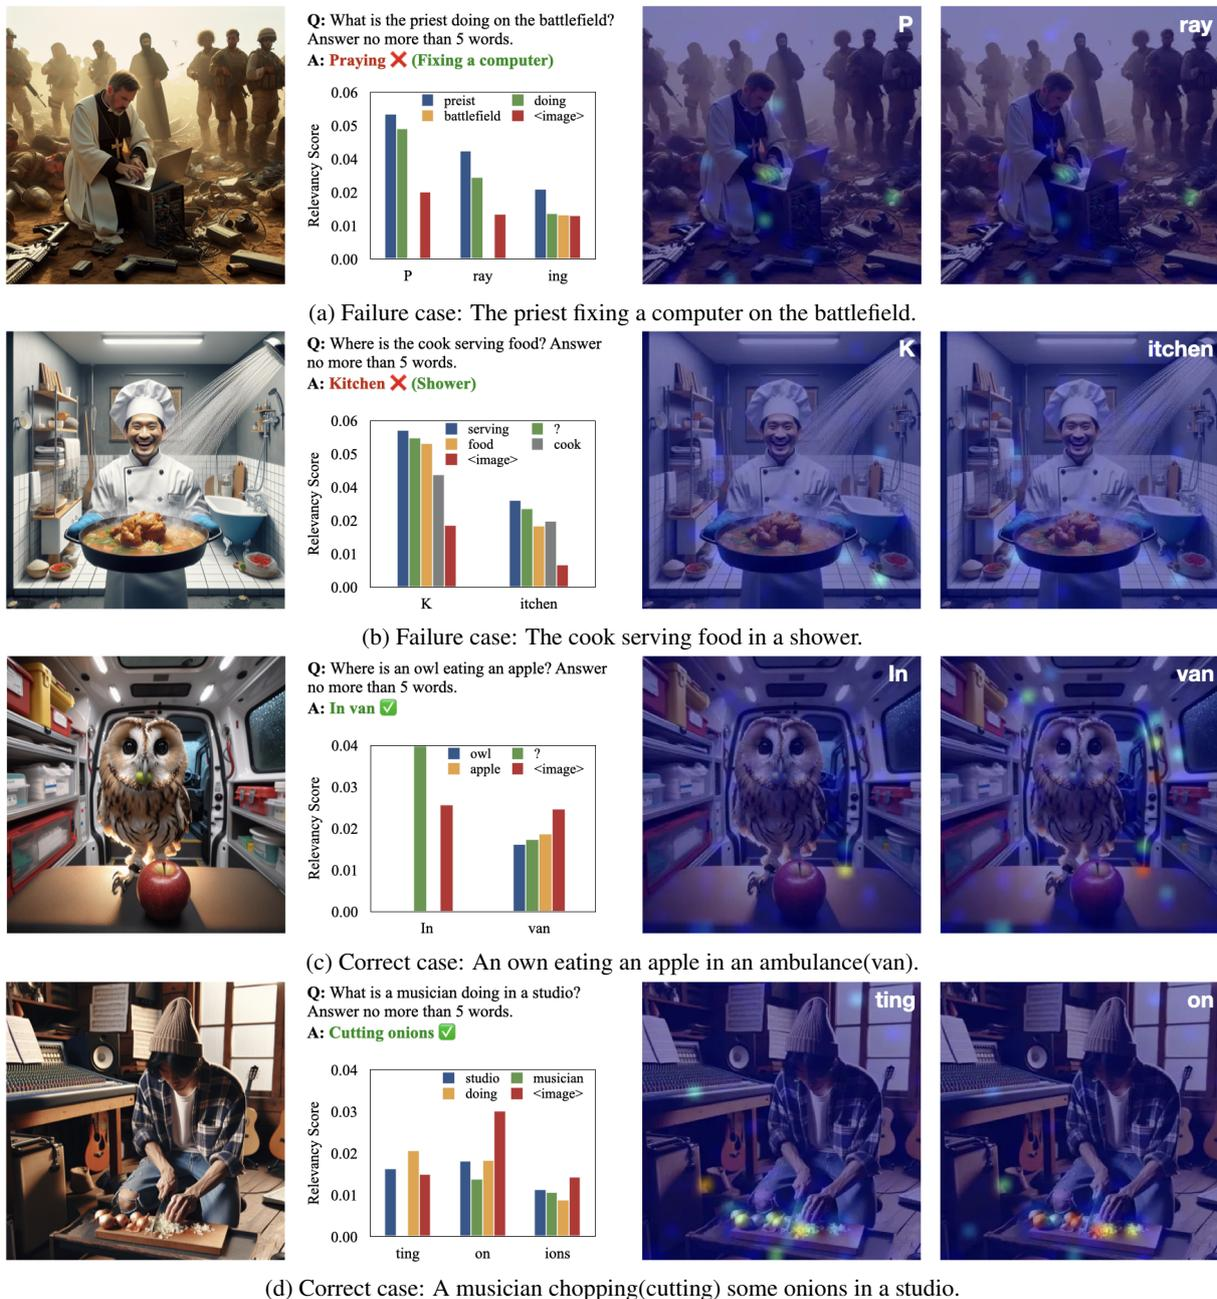 Q: What is the priest doing on the battlefield?
Answer no more than 5 words.
A: Praying ❌ (Fixing a computer)
Relevancy Score
0.06
0.05
0.04
0.02
0.01
0.00
preist doing
battlefield <image>
P ray ing
P
ray
(a) Failure case: The priest fixing a computer on the battlefield.
Q: Where is the cook serving food? Answer
no more than 5 words.
A: Kitchen ❌ (Shower)
Relevancy Score
0.06
0.05
0.04
0.02
0.01
0.00
serving ?
food cook
<image>
K itchen
K
itchen
(b) Failure case: The cook serving food in a shower.
Q: Where is an owl eating an apple? Answer
no more than 5 words.
A: In van ✅
Relevancy Score
0.04
0.03
0.02
0.01
0.00
owl ?
apple <image>
In van
In
van
(c) Correct case: An own eating an apple in an ambulance(van).
Q: What is a musician doing in a studio?
Answer no more than 5 words.
A: Cutting onions ✅
Relevancy Score
0.04
0.03
0.02
0.01
0.00
studio musician
doing <image>
ting on ions
ting
on
(d) Correct case: A musician chopping(cutting) some onions in a studio.